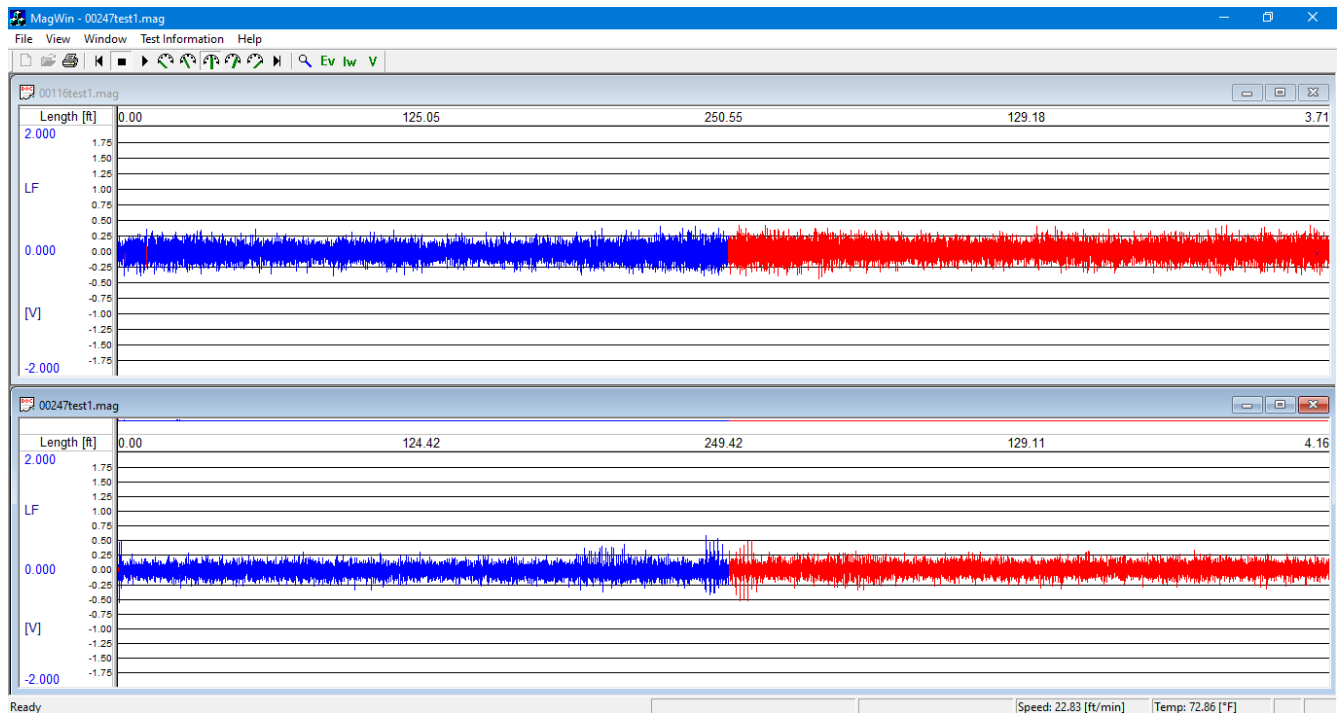 MagWin - 00247test1.mag
File View Window Test Information Help
Ev Iw V
00116test1.mag
Length [ft] 0.00 125.05 250.55 129.18 3.71
2.000
1.75
1.50
1.25
LF 1.00
0.75
0.50
0.25
0.000 0.00
-0.25
-0.50
-0.75
[V] -1.00
-1.25
-1.50
-1.75
-2.000
00247test1.mag
Length [ft] 0.00 124.42 249.42 129.11 4.16
2.000
1.75
1.50
1.25
LF 1.00
0.75
0.50
0.25
0.000 0.00
-0.25
-0.50
-0.75
[V] -1.00
-1.25
-1.50
-1.75
-2.000
Ready Speed: 22.83 [ft/min] Temp: 72.86 [°F]